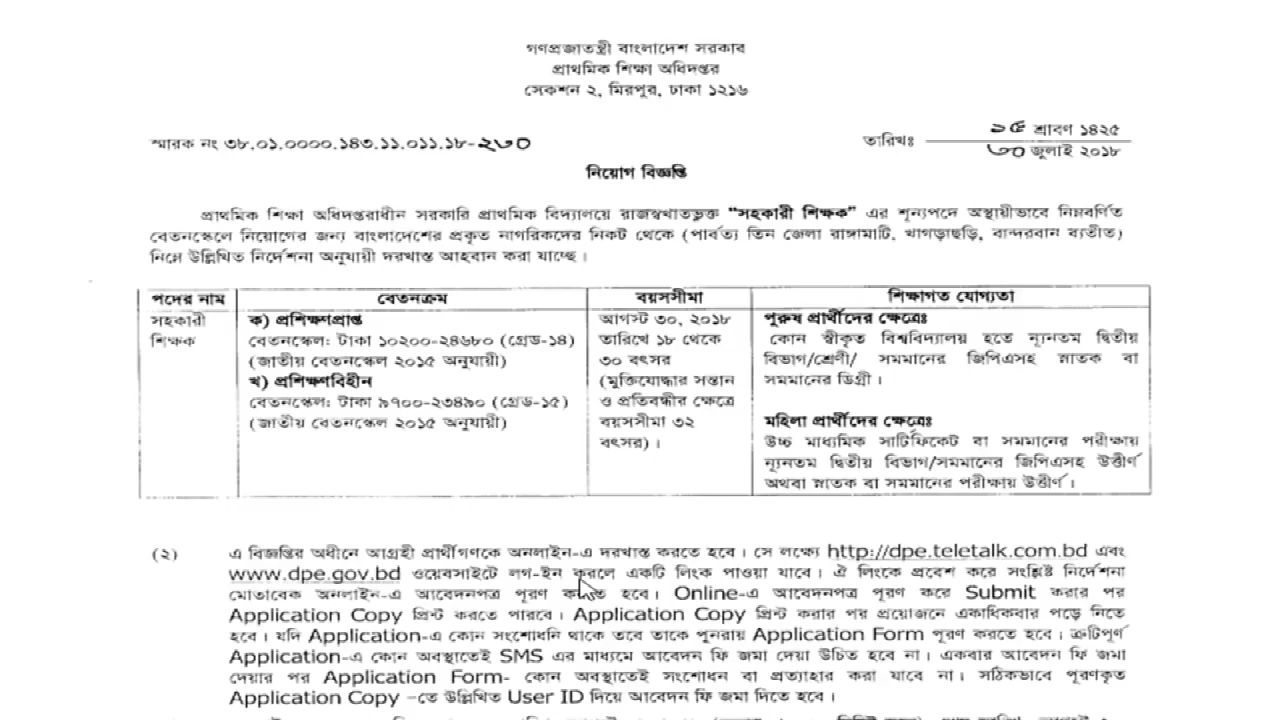 গণপ্রজাতন্ত্রী বাংলাদেশ সরকার
প্রাথমিক শিক্ষা অধিদপ্তর
সেকশন ২, মিরপুর, ঢাকা ১২১৬
স্মারক নং ৩৮.০১.০০০০.১৪৩.১১.০১১.১৮-২৩০
তারিখঃ ১৫ শ্রাবণ ১৪২৫
৩০ জুলাই ২০১৮
নিয়োগ বিজ্ঞপ্তি
প্রাথমিক শিক্ষা অধিদপ্তরাধীন সরকারি প্রাথমিক বিদ্যালয়ে রাজস্বখাতভুক্ত “সহকারী শিক্ষক” এর শূন্যপদে অস্থায়ীভাবে নিম্নবর্ণিত
বেতনস্কেলে নিয়োগের জন্য বাংলাদেশের প্রকৃত নাগরিকদের নিকট থেকে (পার্বত্য তিন জেলা রাঙ্গামাটি, খাগড়াছড়ি, বান্দরবান ব্যতীত)
নিম্নে উল্লিখিত নির্দেশনা অনুযায়ী দরখাস্ত আহবান করা যাচ্ছে ।
পদের নাম বেতনক্রম বয়সসীমা শিক্ষাগত যোগ্যতা
সহকারী
শিক্ষক
ক) প্রশিক্ষণপ্রাপ্ত
বেতনস্কেল: টাকা ১০২০০-২৪৬৮০ (গ্রেড-১৪)
(জাতীয় বেতনস্কেল ২০১৫ অনুযায়ী)
খ) প্রশিক্ষণবিহীন
বেতনস্কেল: টাকা ৯৭০০-২৩৪৯০ (গ্রেড-১৫)
(জাতীয় বেতনস্কেল ২০১৫ অনুযায়ী)
আগস্ট ৩০, ২০১৮
তারিখে ১৮ থেকে
৩০ বৎসর
(মুক্তিযোদ্ধার সন্তান
ও প্রতিবন্ধীর ক্ষেত্রে
বয়সসীমা ৩২
বৎসর) ।
পুরুষ প্রার্থীদের ক্ষেত্রেঃ
কোন স্বীকৃত বিশ্ববিদ্যালয় হতে ন্যূনতম দ্বিতীয়
বিভাগ/শ্রেণী/ সমমানের জিপিএসহ স্নাতক বা
সমমানের ডিগ্রী ।
মহিলা প্রার্থীদের ক্ষেত্রেঃ
উচ্চ মাধ্যমিক সার্টিফিকেট বা সমমানের পরীক্ষায়
ন্যূনতম দ্বিতীয় বিভাগ/সমমানের জিপিএসহ উত্তীর্ণ
অথবা স্নাতক বা সমমানের পরীক্ষায় উত্তীর্ণ ।
(২) এ বিজ্ঞপ্তির অধীনে আগ্রহী প্রার্থীগণকে অনলাইন-এ দরখাস্ত করতে হবে । সে লক্ষ্যে http://dpe.teletalk.com.bd এবং
www.dpe.gov.bd ওয়েবসাইটে লগ-ইন করলে একটি লিংক পাওয়া যাবে । ঐ লিংকে প্রবেশ করে সংশ্লিষ্ট নির্দেশনা
মোতাবেক অনলাইন-এ আবেদনপত্র পূরণ করতে হবে । Online-এ আবেদনপত্র পূরণ করে Submit করার পর
Application Copy প্রিন্ট করতে পারবে । Application Copy প্রিন্ট করার পর প্রয়োজনে একাধিকবার পড়ে নিতে
হবে । যদি Application-এ কোন সংশোধনি থাকে তবে তাকে পুনরায় Application Form পূরণ করতে হবে । ত্রুটিপূর্ণ
Application-এ কোন অবস্থাতেই SMS এর মাধ্যমে আবেদন ফি জমা দেয়া উচিত হবে না । একবার আবেদন ফি জমা
দেয়ার পর Application Form- কোন অবস্থাতেই সংশোধন বা প্রত্যাহার করা যাবে না । সঠিকভাবে পূরণকৃত
Application Copy –তে উল্লিখিত User ID দিয়ে আবেদন ফি জমা দিতে হবে ।